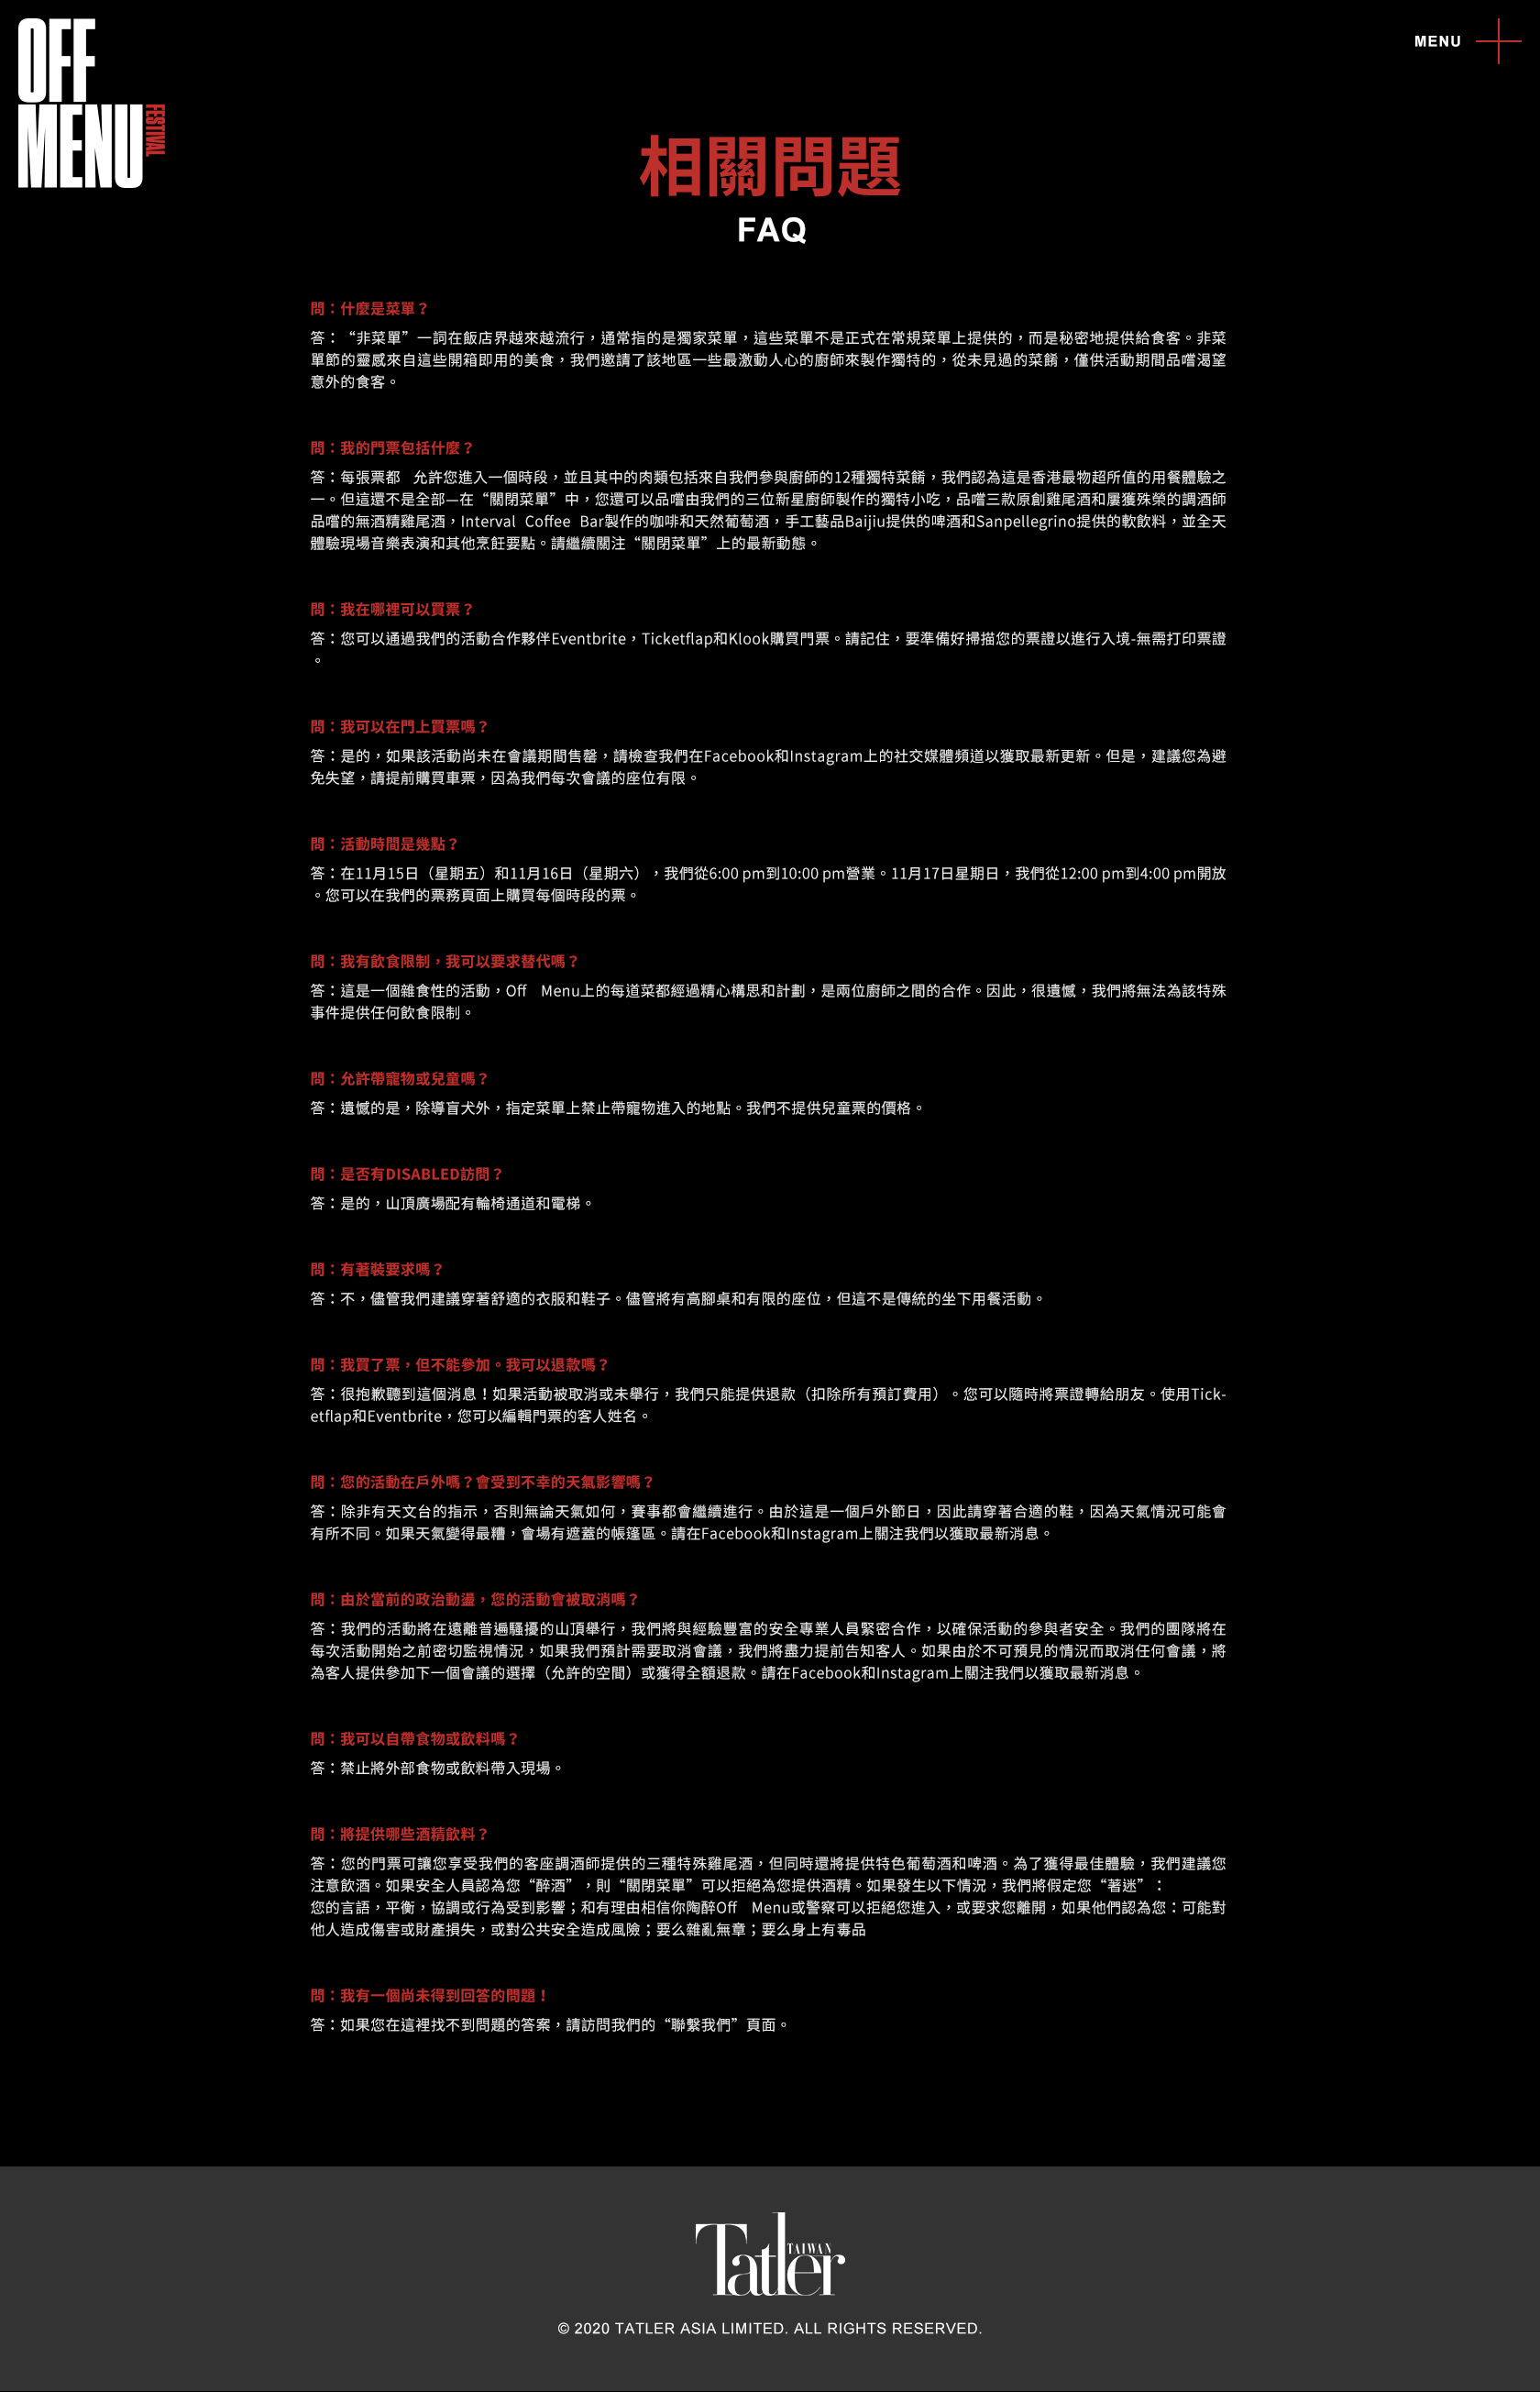 OFF
MENU
FESTIVAL
MENU
相關問題
FAQ
問：什麼是菜單？
答：“非菜單”一詞在飯店界越來越流行，通常指的是獨家菜單，這些菜單不是正式在常規菜單上提供的，而是秘密地提供給食客。非菜
單節的靈感來自這些開箱即用的美食，我們邀請了該地區一些最激動人心的廚師來製作獨特的，從未見過的菜餚，僅供活動期間品嚐渴望
意外的食客。
問：我的門票包括什麼？
答：每張票都 允許您進入一個時段，並且其中的肉類包括來自我們參與廚師的12種獨特菜餚，我們認為這是香港最物超所值的用餐體驗之
一。但這還不是全部—在“關閉菜單”中，您還可以品嚐由我們的三位新星廚師製作的獨特小吃，品嚐三款原創雞尾酒和屢獲殊榮的調酒師
品嚐的無酒精雞尾酒，Interval Coffee Bar製作的咖啡和天然葡萄酒，手工藝品Baijiu提供的啤酒和Sanpellegrino提供的軟飲料，並全天
體驗現場音樂表演和其他烹飪要點。請繼續關注“關閉菜單”上的最新動態。
問：我在哪裡可以買票？
答：您可以通過我們的活動合作夥伴Eventbrite，Ticketflap和Klook購買門票。請記住，要準備好掃描您的票證以進行入境-無需打印票證
。
問：我可以在門上買票嗎？
答：是的，如果該活動尚未在會議期間售罄，請檢查我們在Facebook和Instagram上的社交媒體頻道以獲取最新更新。但是，建議您為避
免失望，請提前購買車票，因為我們每次會議的座位有限。
問：活動時間是幾點？
答：在11月15日（星期五）和11月16日（星期六），我們從6:00 pm到10:00 pm營業。11月17日星期日，我們從12:00 pm到4:00 pm開放
。您可以在我們的票務頁面上購買每個時段的票。
問：我有飲食限制，我可以要求替代嗎？
答：這是一個雜食性的活動，Off Menu上的每道菜都經過精心構思和計劃，是兩位廚師之間的合作。因此，很遺憾，我們將無法為該特殊
事件提供任何飲食限制。
問：允許帶寵物或兒童嗎？
答：遺憾的是，除導盲犬外，指定菜單上禁止帶寵物進入的地點。我們不提供兒童票的價格。
問：是否有DISABLED訪問？
答：是的，山頂廣場配有輪椅通道和電梯。
問：有著裝要求嗎？
答：不，儘管我們建議穿著舒適的衣服和鞋子。儘管將有高腳桌和有限的座位，但這不是傳統的坐下用餐活動。
問：我買了票，但不能參加。我可以退款嗎？
答：很抱歉聽到這個消息！如果活動被取消或未舉行，我們只能提供退款（扣除所有預訂費用）。您可以隨時將票證轉給朋友。使用Tick-
etflap和Eventbrite，您可以編輯門票的客人姓名。
問：您的活動在戶外嗎？會受到不幸的天氣影響嗎？
答：除非有天文台的指示，否則無論天氣如何，賽事都會繼續進行。由於這是一個戶外節日，因此請穿著合適的鞋，因為天氣情況可能會
有所不同。如果天氣變得最糟，會場有遮蓋的帳篷區。請在Facebook和Instagram上關注我們以獲取最新消息。
問：由於當前的政治動盪，您的活動會被取消嗎？
答：我們的活動將在遠離普遍騷擾的山頂舉行，我們將與經驗豐富的安全專業人員緊密合作，以確保活動的參與者安全。我們的團隊將在
每次活動開始之前密切監視情況，如果我們預計需要取消會議，我們將盡力提前告知客人。如果由於不可預見的情況而取消任何會議，將
為客人提供參加下一個會議的選擇（允許的空間）或獲得全額退款。請在Facebook和Instagram上關注我們以獲取最新消息。
問：我可以自帶食物或飲料嗎？
答：禁止將外部食物或飲料帶入現場。
問：將提供哪些酒精飲料？
答：您的門票可讓您享受我們的客座調酒師提供的三種特殊雞尾酒，但同時還將提供特色葡萄酒和啤酒。為了獲得最佳體驗，我們建議您
注意飲酒。如果安全人員認為您“醉酒”，則“關閉菜單”可以拒絕為您提供酒精。如果發生以下情況，我們將假定您“著迷”：
您的言語，平衡，協調或行為受到影響；和有理由相信你陶醉Off Menu或警察可以拒絕您進入，或要求您離開，如果他們認為您：可能對
他人造成傷害或財產損失，或對公共安全造成風險；要么雜亂無章；要么身上有毒品
問：我有一個尚未得到回答的問題！
答：如果您在這裡找不到問題的答案，請訪問我們的“聯繫我們”頁面。
Tatler
TAIWAN
© 2020 TATLER ASIA LIMITED. ALL RIGHTS RESERVED.